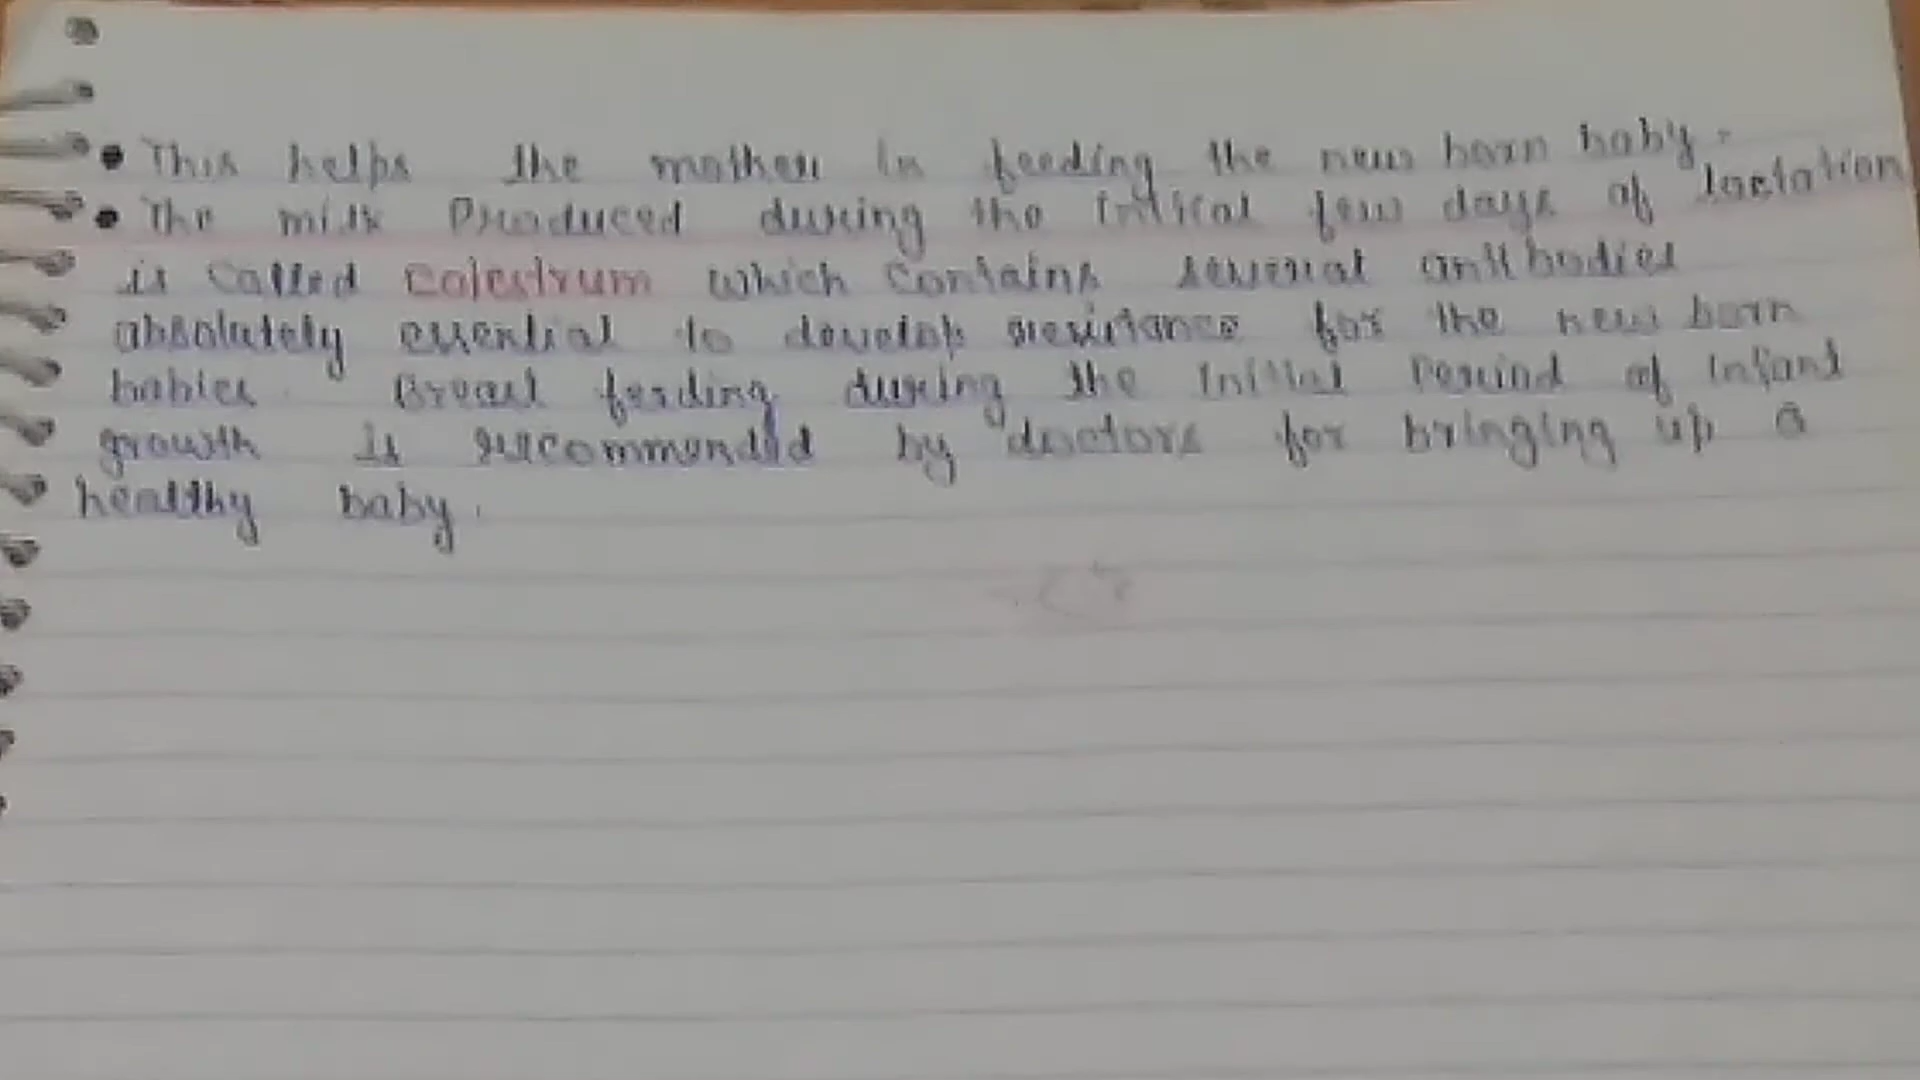 • This helps the mother in feeding the new born baby.
• The milk Produced during the initial few days of lactation
is called colostrum which contains several antibodies
absolutely essential to develop resistance for the new born
babies. Breast feeding during the initial Period of infant
growth is recommended by doctors for bringing up a
healthy baby.